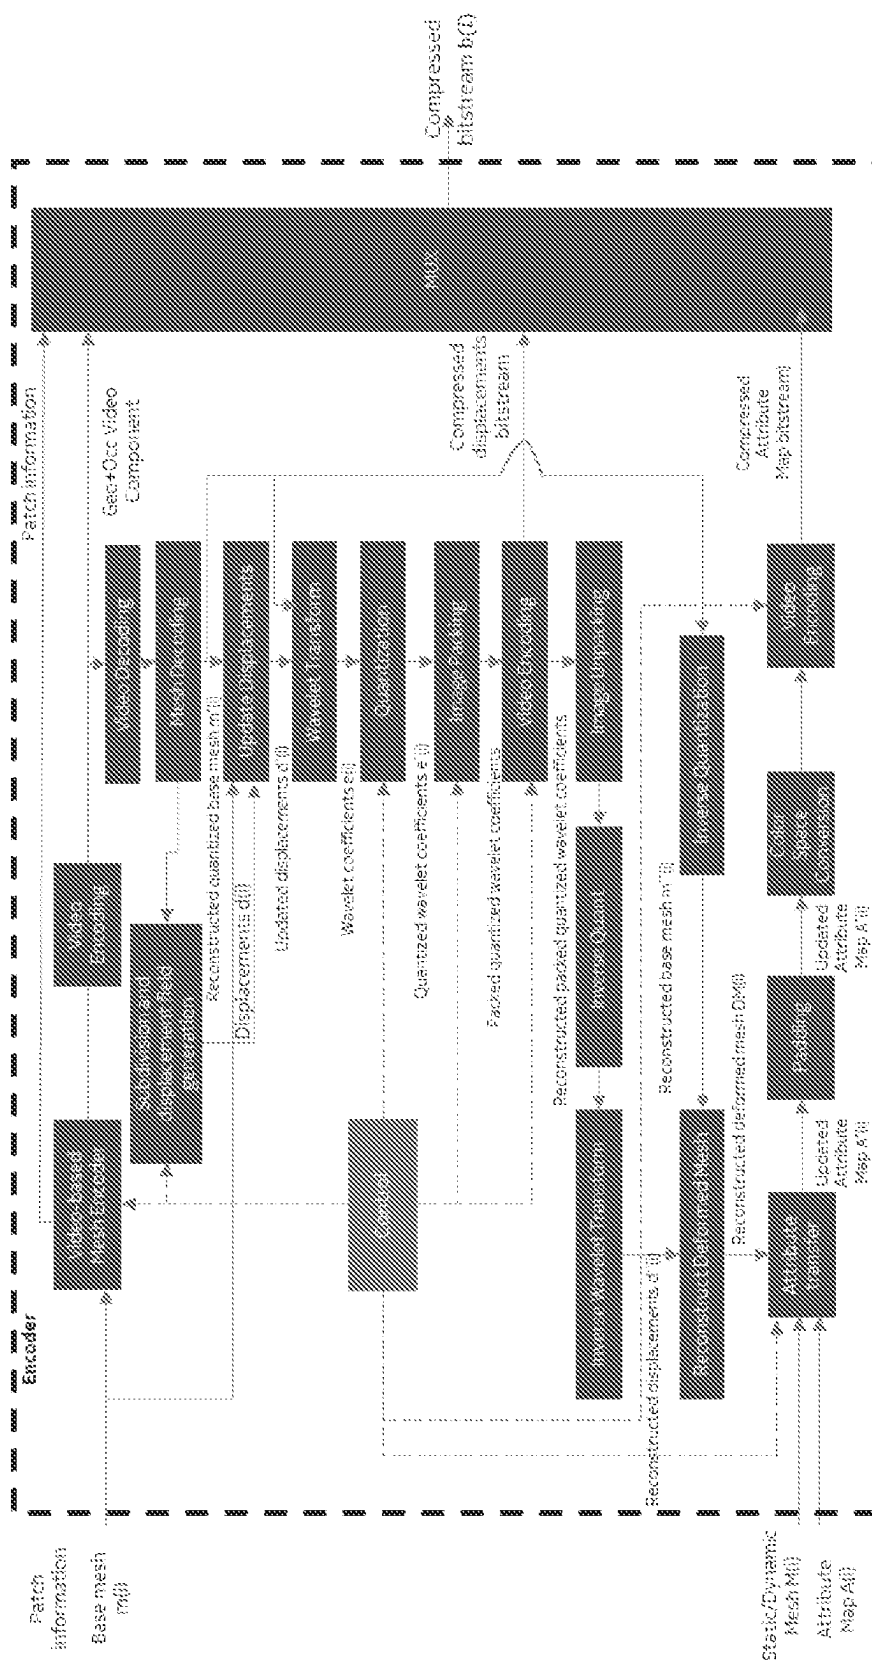 Encoder
Patch
information
Base mesh
m(i)
Static/Dynamic
Mesh M(i)
Attribute
Map A(i)
Patch information
Video-based
Mesh Encoder
Video
Encoding
Geo+Occ Video
Component
Subdivision and
displacement field
generation
Video Decoding
Mesh Decoding
Reconstructed quantized base mesh m'(i)
Displacements d(i)
Update Displacements
Updated displacements d'(i)
Wavelet Transform
Wavelet coefficients e(i)
Control
Quantization
Quantized wavelet coefficients e'(i)
Image Packing
Packed quantized wavelet coefficients
Video Encoding
Compressed
displacements
bitstream
Reconstructed packed quantized wavelet coefficients
Image Unpacking
Inverse Quant
Inverse Wavelet Transform
Reconstructed displacements d''(i)
Inverse Quantization
Reconstructed base mesh m''(i)
Reconstruct Deformed Mesh
Reconstructed deformed mesh DM(i)
Attribute
Transfer
Updated
Attribute
Map A'(i)
Padding
Updated
Attribute
Map A'(i)
Color
Space
Conversion
Video
Encoding
Compressed
Attribute
Map bitstream
MUX
Compressed
bitstream b(i)